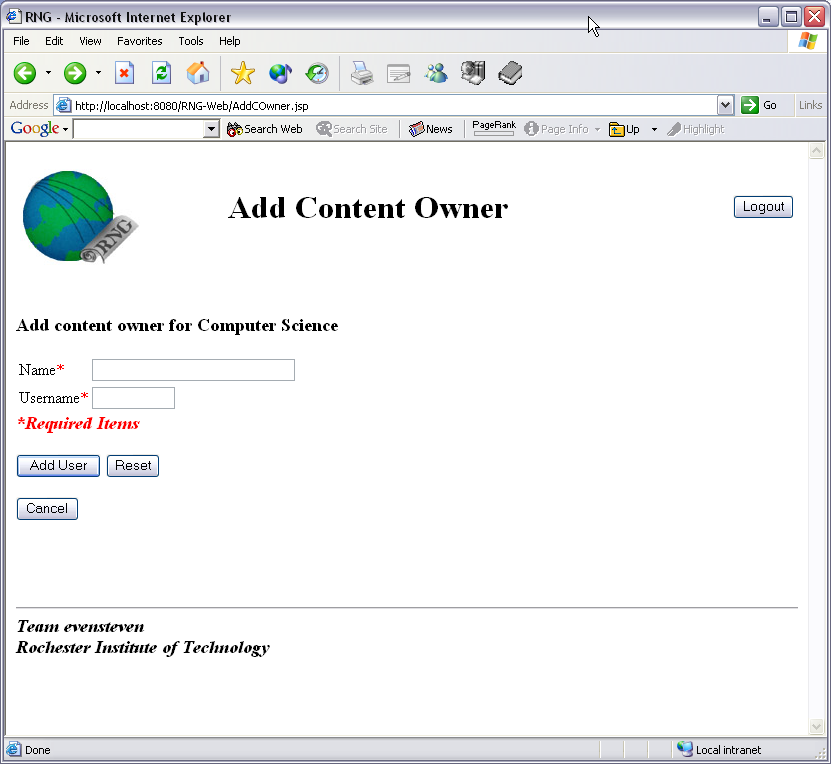 RNG - Microsoft Internet Explorer
File Edit View Favorites Tools Help
Address http://localhost:8080/RNG-Web/AddCOwner.jsp Go Links
Google Search Web Search Site News PageRank Page Info Up Highlight
RNG
Add Content Owner
Logout
Add content owner for Computer Science
Name*
Username*
*Required Items
Add User Reset
Cancel
Team evensteven
Rochester Institute of Technology
Done Local intranet